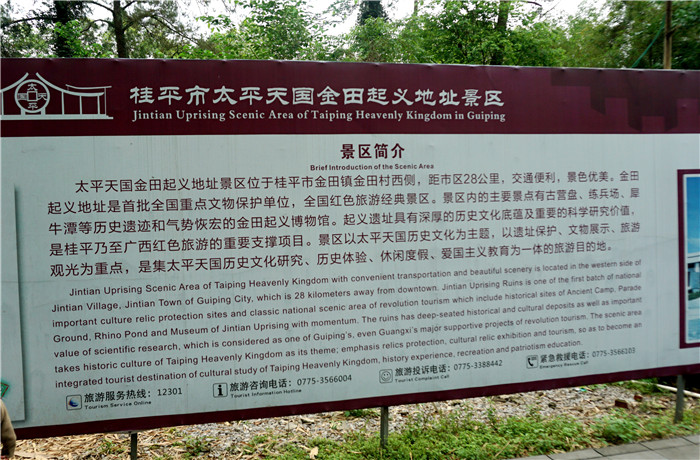 桂平市太平天国金田起义地址景区
Jintian Uprising Scenic Area of Taiping Heavenly Kingdom in Guiping
景区简介
Brief Introduction of the Scenic Area
太平天国金田起义地址景区位于桂平市金田镇金田村西侧，距市区28公里，交通便利，景色优美。金田
起义地址是首批全国重点文物保护单位，全国红色旅游经典景区。景区内的主要景点有古营盘、练兵场、犀
牛潭等历史遗迹和气势恢宏的金田起义博物馆。起义遗址具有深厚的历史文化底蕴及重要的科学研究价值，
是桂平乃至广西红色旅游的重要支撑项目。景区以太平天国历史文化为主题，以遗址保护、文物展示、旅游
观光为重点，是集太平天国历史文化研究、历史体验、休闲度假、爱国主义教育为一体的旅游目的地。
Jintian Uprising Scenic Area of Taiping Heavenly Kingdom with convenient transportation and beautiful scenery is located in the western side of
Jintian Village, Jintian Town of Guiping City, which is 28 kilometers away from downtown. Jintian Uprising Ruins is one of the first batch of national
important culture relic protection sites and classic national scenic area of revolution tourism which include historical sites of Ancient Camp, Parade
Ground, Rhino Pond and Museum of Jintian Uprising with momentum. The ruins has deep-seated historical and cultural deposits as well as important
value of scientific research, which is considered as one of Guiping's, even Guangxi's major supportive projects of revolution tourism. The scenic area
takes historic culture of Taiping Heavenly Kingdom as its theme; emphasis relics protection, cultural relic exhibition and tourism, so as to become an
integrated tourist destination of cultural study of Taiping Heavenly Kingdom, history experience, recreation and patriotism education.
旅游服务热线：12301
Tourism Service Online
旅游咨询电话：0775-3566004
Tourist Information Hotline
旅游投诉电话：0775-3388442
Tourist Complaint Call
紧急救援电话：0775-3566103
Emergency Call